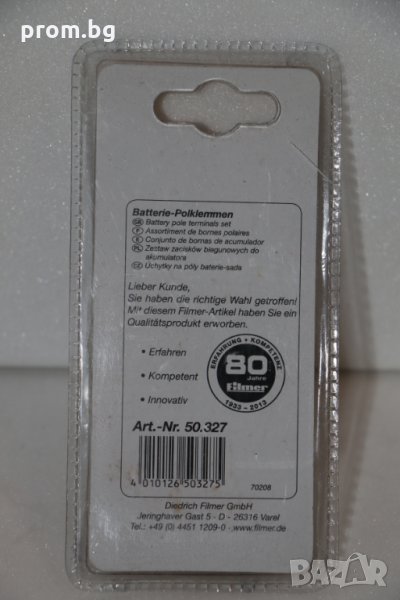 prom.bg
Batterie-Polklemmen
GB Battery pole terminals set
F Assortiment de bornes polaires
E Conjunto de bornas de acumulador
PL Zestaw zacisków biegunowych do
akumulatora
CZ Úchytky na póly baterie-sada
Lieber Kunde,
Sie haben die richtige Wahl getroffen!
Mit diesem Filmer-Artikel haben Sie ein
Qualitätsprodukt erworben.
• Erfahren
• Kompetent
• Innovativ
ERFAHRUNG • KOMPETENZ
80
Jahre
Filmer
1933 – 2013
Art.-Nr. 50.327
4 010126 503275
70208
Diedrich Filmer GmbH
Jeringhaver Gast 5 - D - 26316 Varel
Tel.: +49 (0) 4451 1209-0 · www.filmer.de
BAZAR